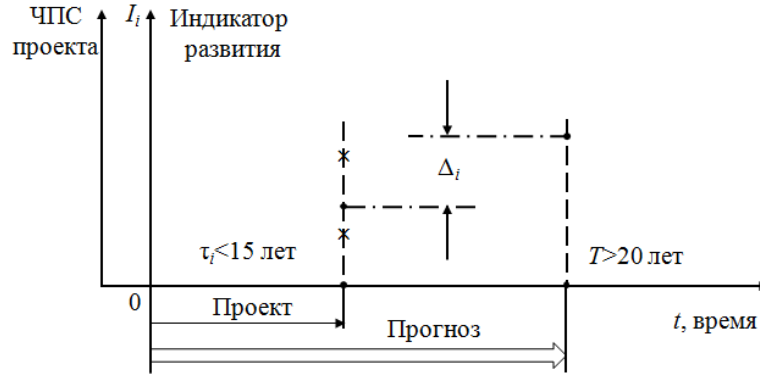 ЧПС
проекта
I_i
Индикатор
развития
Δ_i
τ_i<15 лет
T>20 лет
0
Проект
Прогноз
t, время